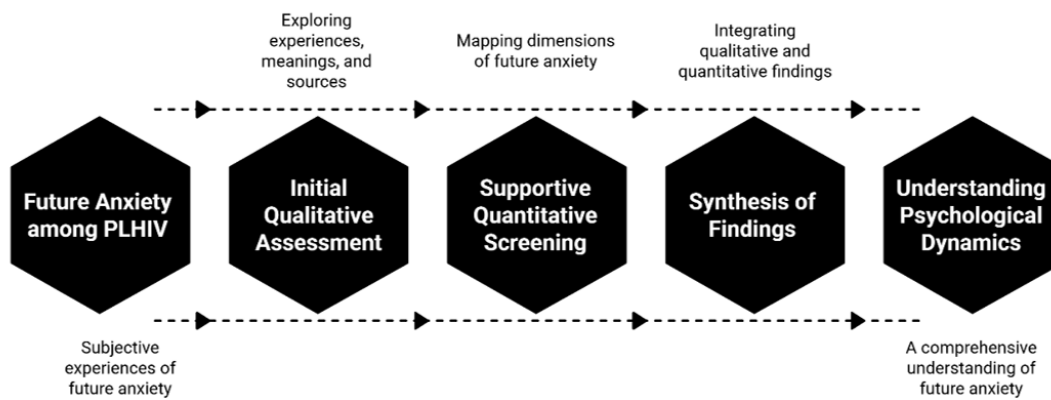 Exploring
experiences,
meanings, and
sources
Mapping dimensions
of future anxiety
Integrating
qualitative and
quantitative findings
Future Anxiety
among PLHIV
Initial
Qualitative
Assessment
Supportive
Quantitative
Screening
Synthesis of
Findings
Understanding
Psychological
Dynamics
Subjective
experiences of
future anxiety
A comprehensive
understanding of
future anxiety